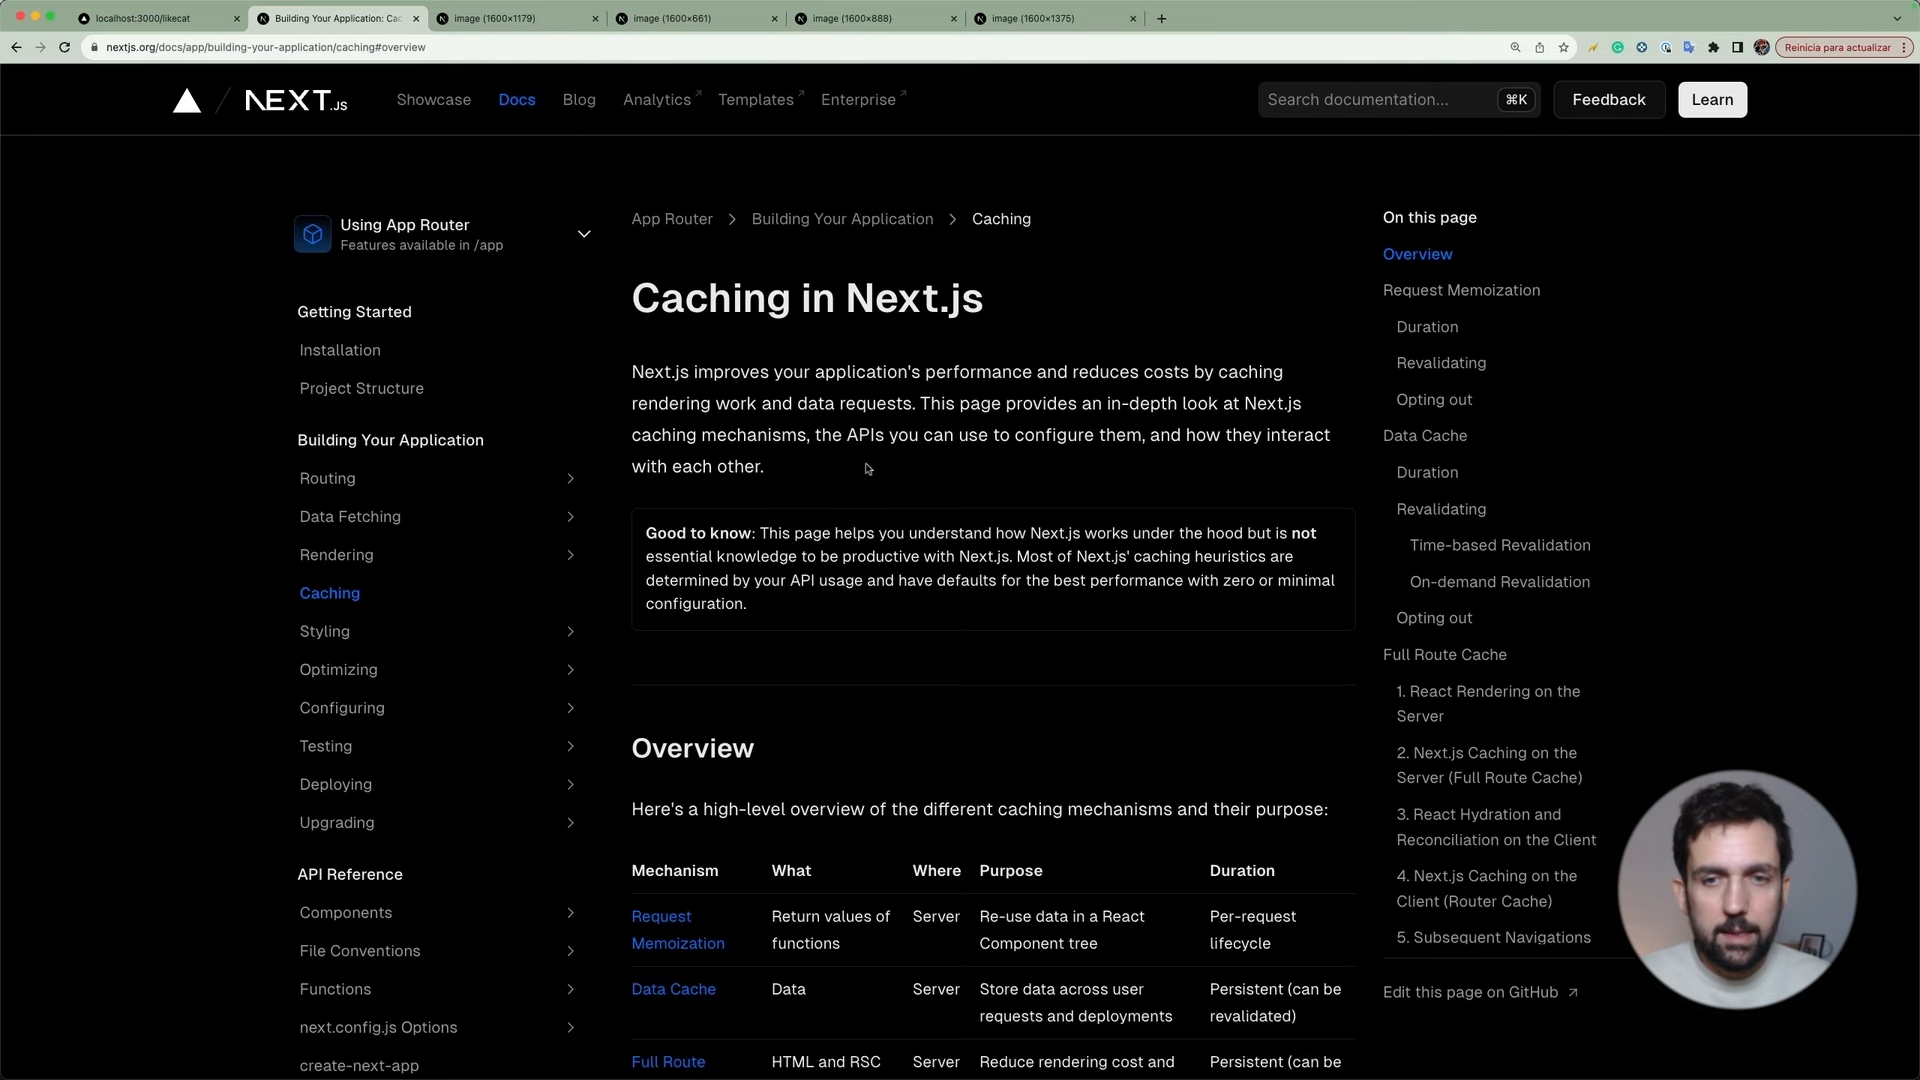 localhost:3000/likecat
Building Your Application: Cac
image (1600×1179)
image (1600×661)
image (1600×888)
image (1600×1375)
nextjs.org/docs/app/building-your-application/caching#overview
Reinicia para actualizar
NEXT.JS
Showcase
Docs
Blog
Analytics
Templates
Enterprise
Search documentation...
⌘K
Feedback
Learn
Using App Router
Features available in /app
Getting Started
Installation
Project Structure
Building Your Application
Routing
Data Fetching
Rendering
Caching
Styling
Optimizing
Configuring
Testing
Deploying
Upgrading
API Reference
Components
File Conventions
Functions
next.config.js Options
create-next-app
App Router > Building Your Application > Caching
Caching in Next.js
Next.js improves your application's performance and reduces costs by caching
rendering work and data requests. This page provides an in-depth look at Next.js
caching mechanisms, the APIs you can use to configure them, and how they interact
with each other.
Good to know: This page helps you understand how Next.js works under the hood but is not
essential knowledge to be productive with Next.js. Most of Next.js' caching heuristics are
determined by your API usage and have defaults for the best performance with zero or minimal
configuration.
Overview
Here's a high-level overview of the different caching mechanisms and their purpose:
Mechanism What Where Purpose Duration
Request Return values of Server Re-use data in a React Per-request
Memoization functions Component tree lifecycle
Data Cache Data Server Store data across user Persistent (can be
requests and deployments revalidated)
Full Route HTML and RSC Server Reduce rendering cost and Persistent (can be
On this page
Overview
Request Memoization
Duration
Revalidating
Opting out
Data Cache
Duration
Revalidating
Time-based Revalidation
On-demand Revalidation
Opting out
Full Route Cache
1. React Rendering on the
Server
2. Next.js Caching on the
Server (Full Route Cache)
3. React Hydration and
Reconciliation on the Client
4. Next.js Caching on the
Client (Router Cache)
5. Subsequent Navigations
Edit this page on GitHub